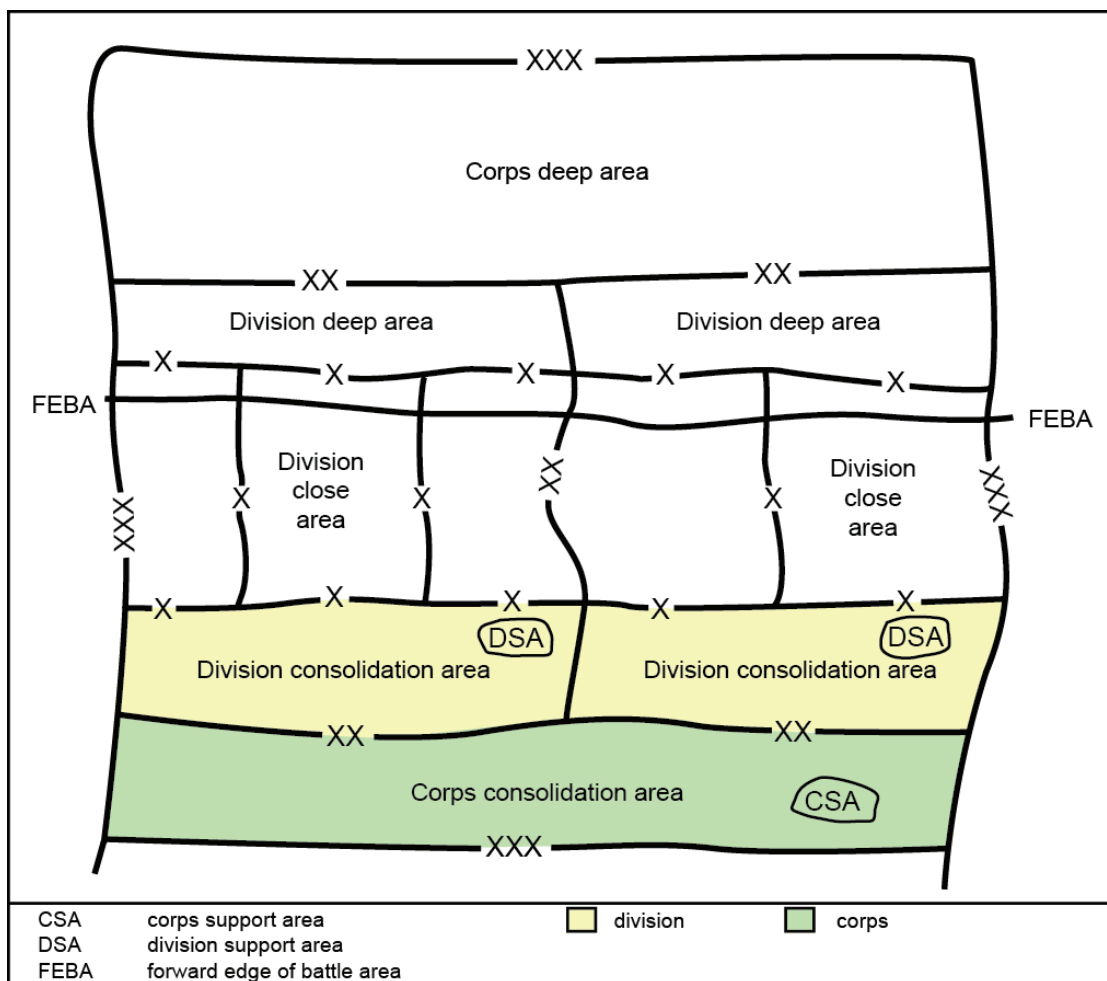 XXX
Corps deep area
XX XX
Division deep area Division deep area
X X X X X
FEBA FEBA
Division
close
area
Division
close
area
XXX X X XX X XXX
X X X X X
DSA DSA
Division consolidation area Division consolidation area
XX XX
Corps consolidation area CSA
XXX
CSA corps support area division corps
DSA division support area
FEBA forward edge of battle area